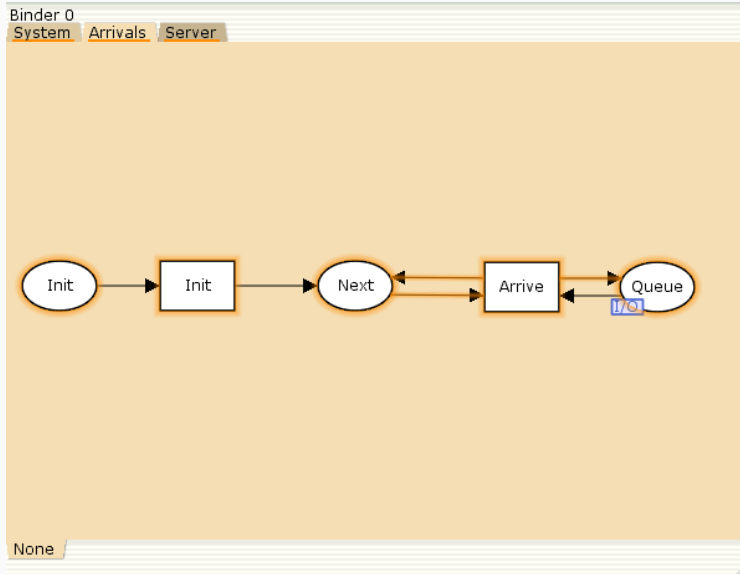 Binder 0
System Arrivals Server
Init Init Next Arrive Queue
I/O
None